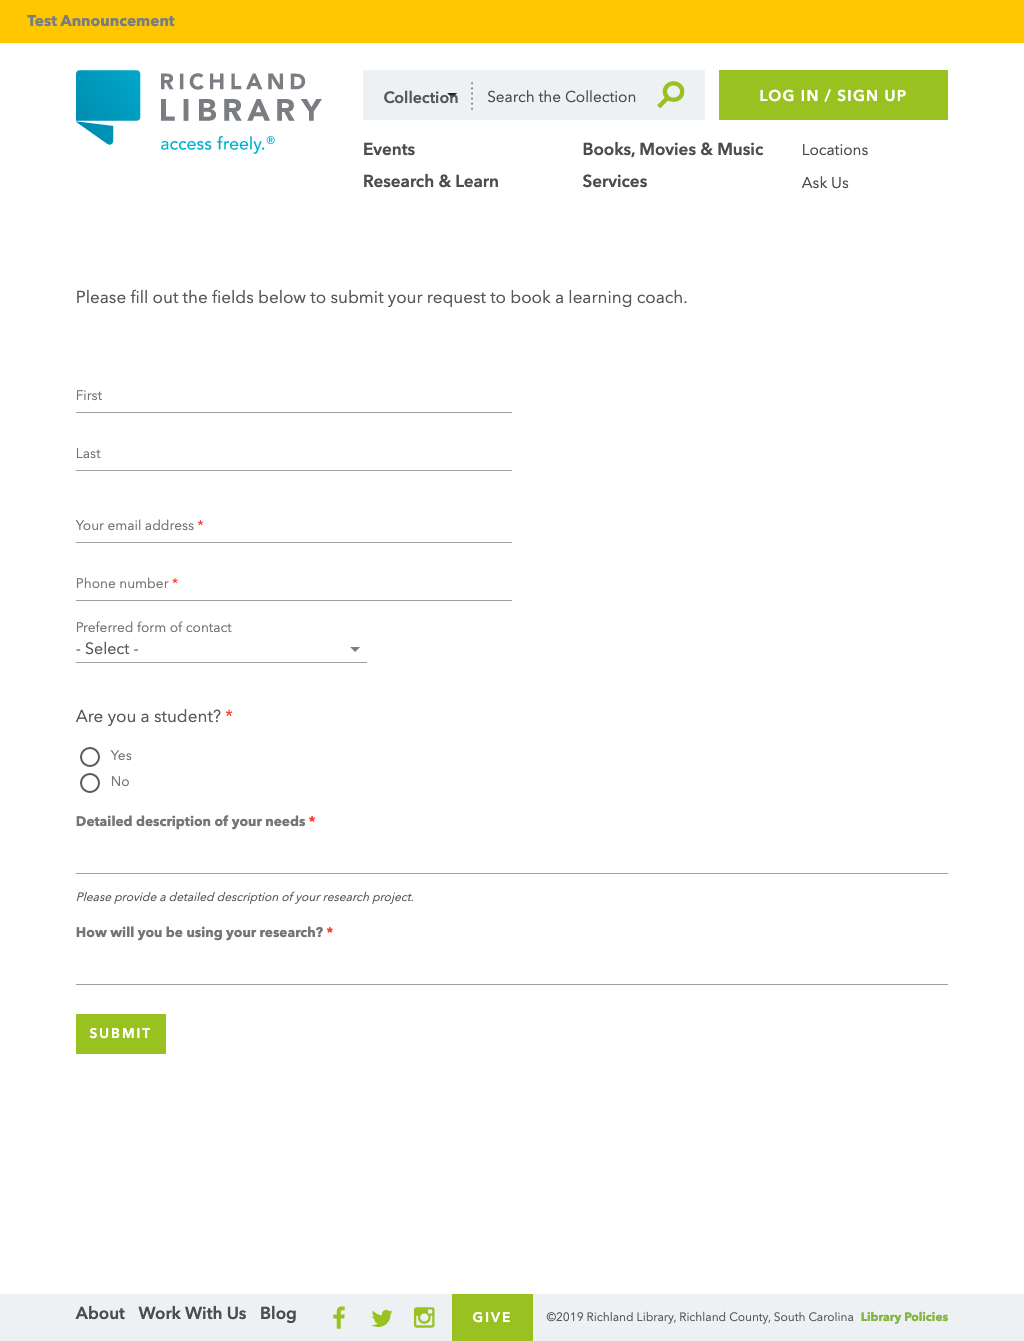 Test Announcement
RICHLAND
LIBRARY
access freely.®
Collection
Search the Collection
LOG IN / SIGN UP
Events
Books, Movies & Music
Locations
Research & Learn
Services
Ask Us
Please fill out the fields below to submit your request to book a learning coach.
First
Last
Your email address *
Phone number *
Preferred form of contact
- Select -
Are you a student? *
Yes
No
Detailed description of your needs *
Please provide a detailed description of your research project.
How will you be using your research? *
SUBMIT
About Work With Us Blog
GIVE
©2019 Richland Library, Richland County, South Carolina Library Policies